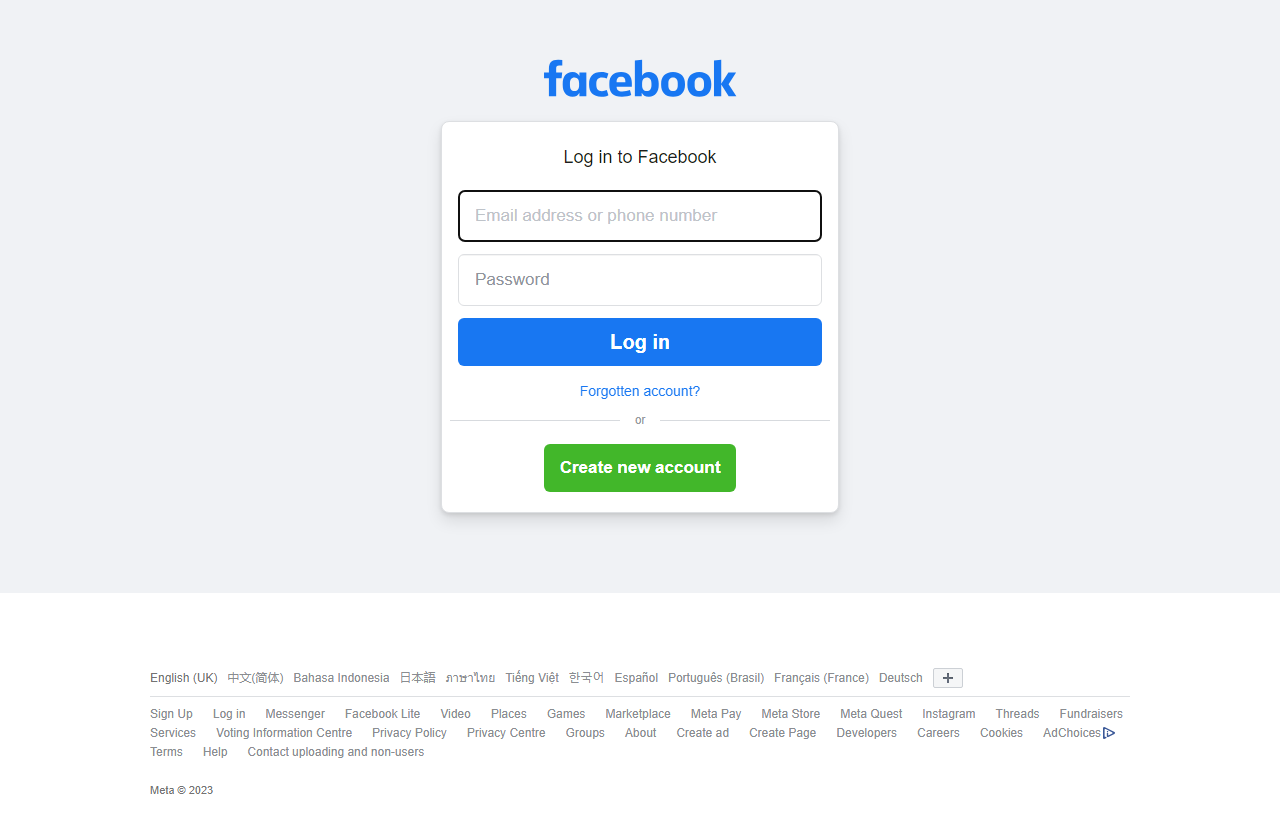 facebook
Log in to Facebook
Email address or phone number
Password
Log in
Forgotten account?
or
Create new account
English (UK) 中文(简体) Bahasa Indonesia 日本語 ภาษาไทย Tiếng Việt 한국어 Español Português (Brasil) Français (France) Deutsch
Sign Up Log in Messenger Facebook Lite Video Places Games Marketplace Meta Pay Meta Store Meta Quest Instagram Threads Fundraisers
Services Voting Information Centre Privacy Policy Privacy Centre Groups About Create ad Create Page Developers Careers Cookies AdChoices
Terms Help Contact uploading and non-users
Meta © 2023